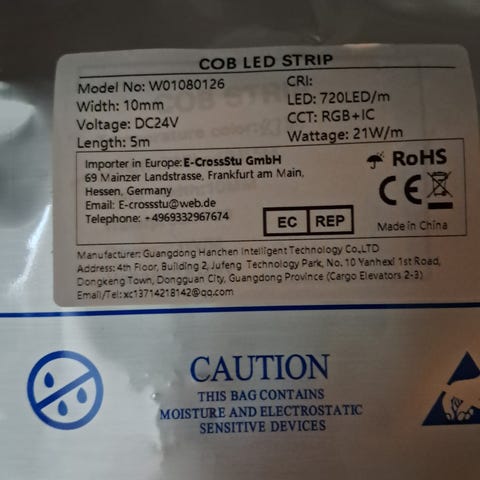 COB LED STRIP
Model No: W01080126
CRI:
Width: 10mm
LED: 720LED/m
Voltage: DC24V
CCT: RGB+IC
Length: 5m
Wattage: 21W/m
Importer in Europe: E-CrossStu GmbH
69 Mainzer Landstrasse, Frankfurt am Main,
Hessen, Germany
Email: E-crossstu@web.de
Telephone: +4969332967674
RoHS
CE
EC REP
Made in China
Manufacturer: Guangdong Hanchen Intelligent Technology Co.,LTD
Address: 4th Floor, Building 2, Jufeng Technology Park, No. 10 Yanhexi 1st Road,
Dongkeng Town, Dongguan City, Guangdong Province (Cargo Elevators 2-3)
Email/Tel: xc13714218142@qq.com
CAUTION
THIS BAG CONTAINS
MOISTURE AND ELECTROSTATIC
SENSITIVE DEVICES